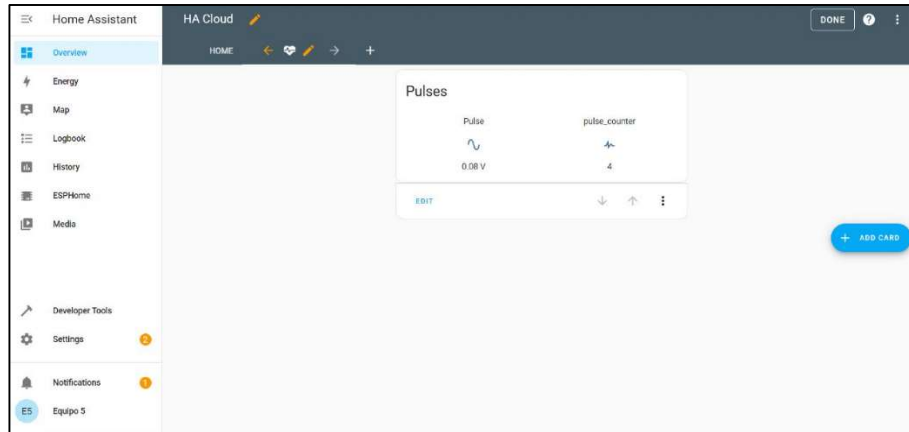 Home Assistant
Overview
Energy
Map
Logbook
History
ESPHome
Media
Developer Tools
Settings 2
Notifications 1
E5 Equipo 5
HA Cloud
DONE
HOME
Pulses
Pulse pulse_counter
0.08 V 4
EDIT
ADD CARD